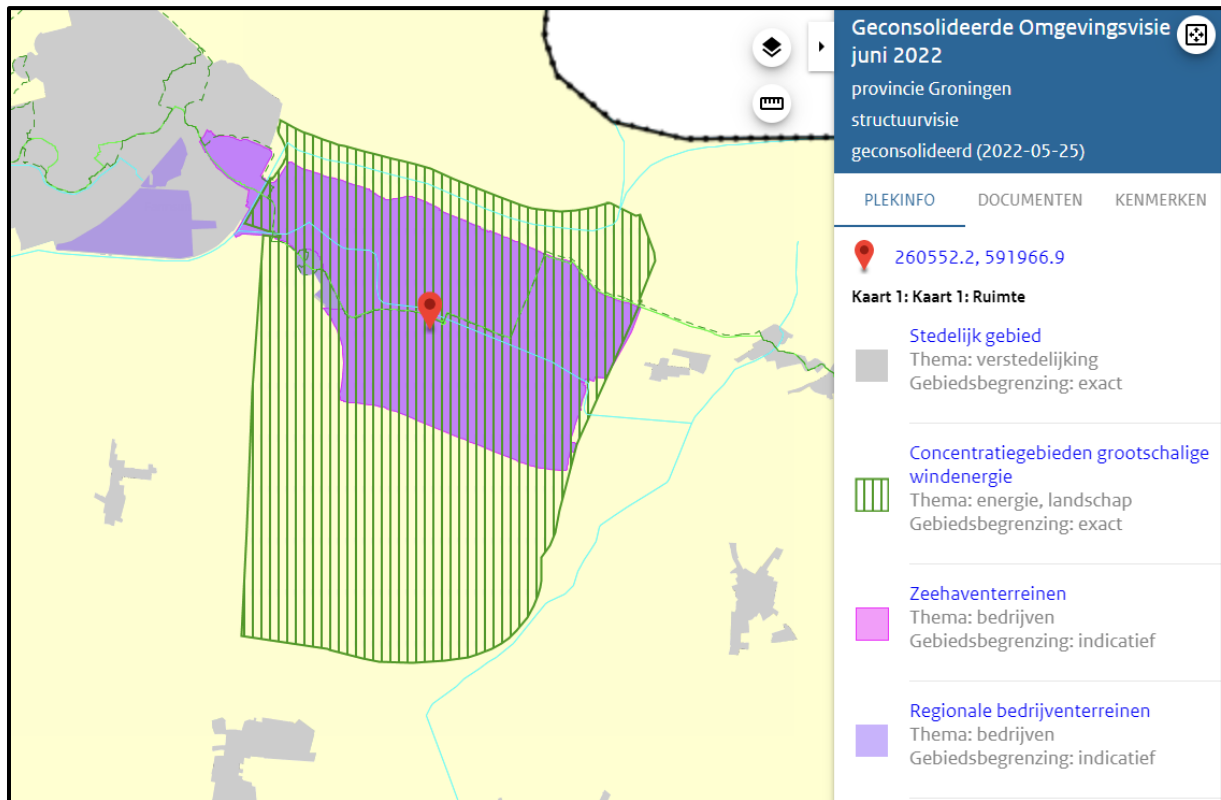 Geconsolideerde Omgevingsvisie
juni 2022
provincie Groningen
structuurvisie
geconsolideerd (2022-05-25)
PLEKINFO DOCUMENTEN KENMERKEN
260552.2, 591966.9
Kaart 1: Kaart 1: Ruimte
Stedelijk gebied
Thema: verstedelijking
Gebiedsbegrenzing: exact
Concentratiegebieden grootschalige
windenergie
Thema: energie, landschap
Gebiedsbegrenzing: exact
Zeehaventerreinen
Thema: bedrijven
Gebiedsbegrenzing: indicatief
Regionale bedrijventerreinen
Thema: bedrijven
Gebiedsbegrenzing: indicatief